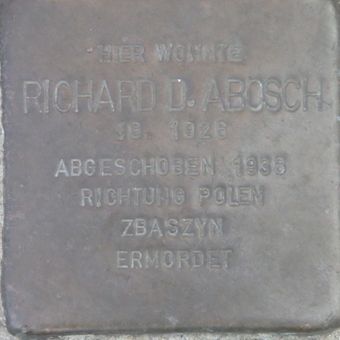 HIER WOHNTE
RICHARD D. ABOSCH
JG. 1926
ABGESCHOBEN 1938
RICHTUNG POLEN
ZBASZYN
ERMORDET